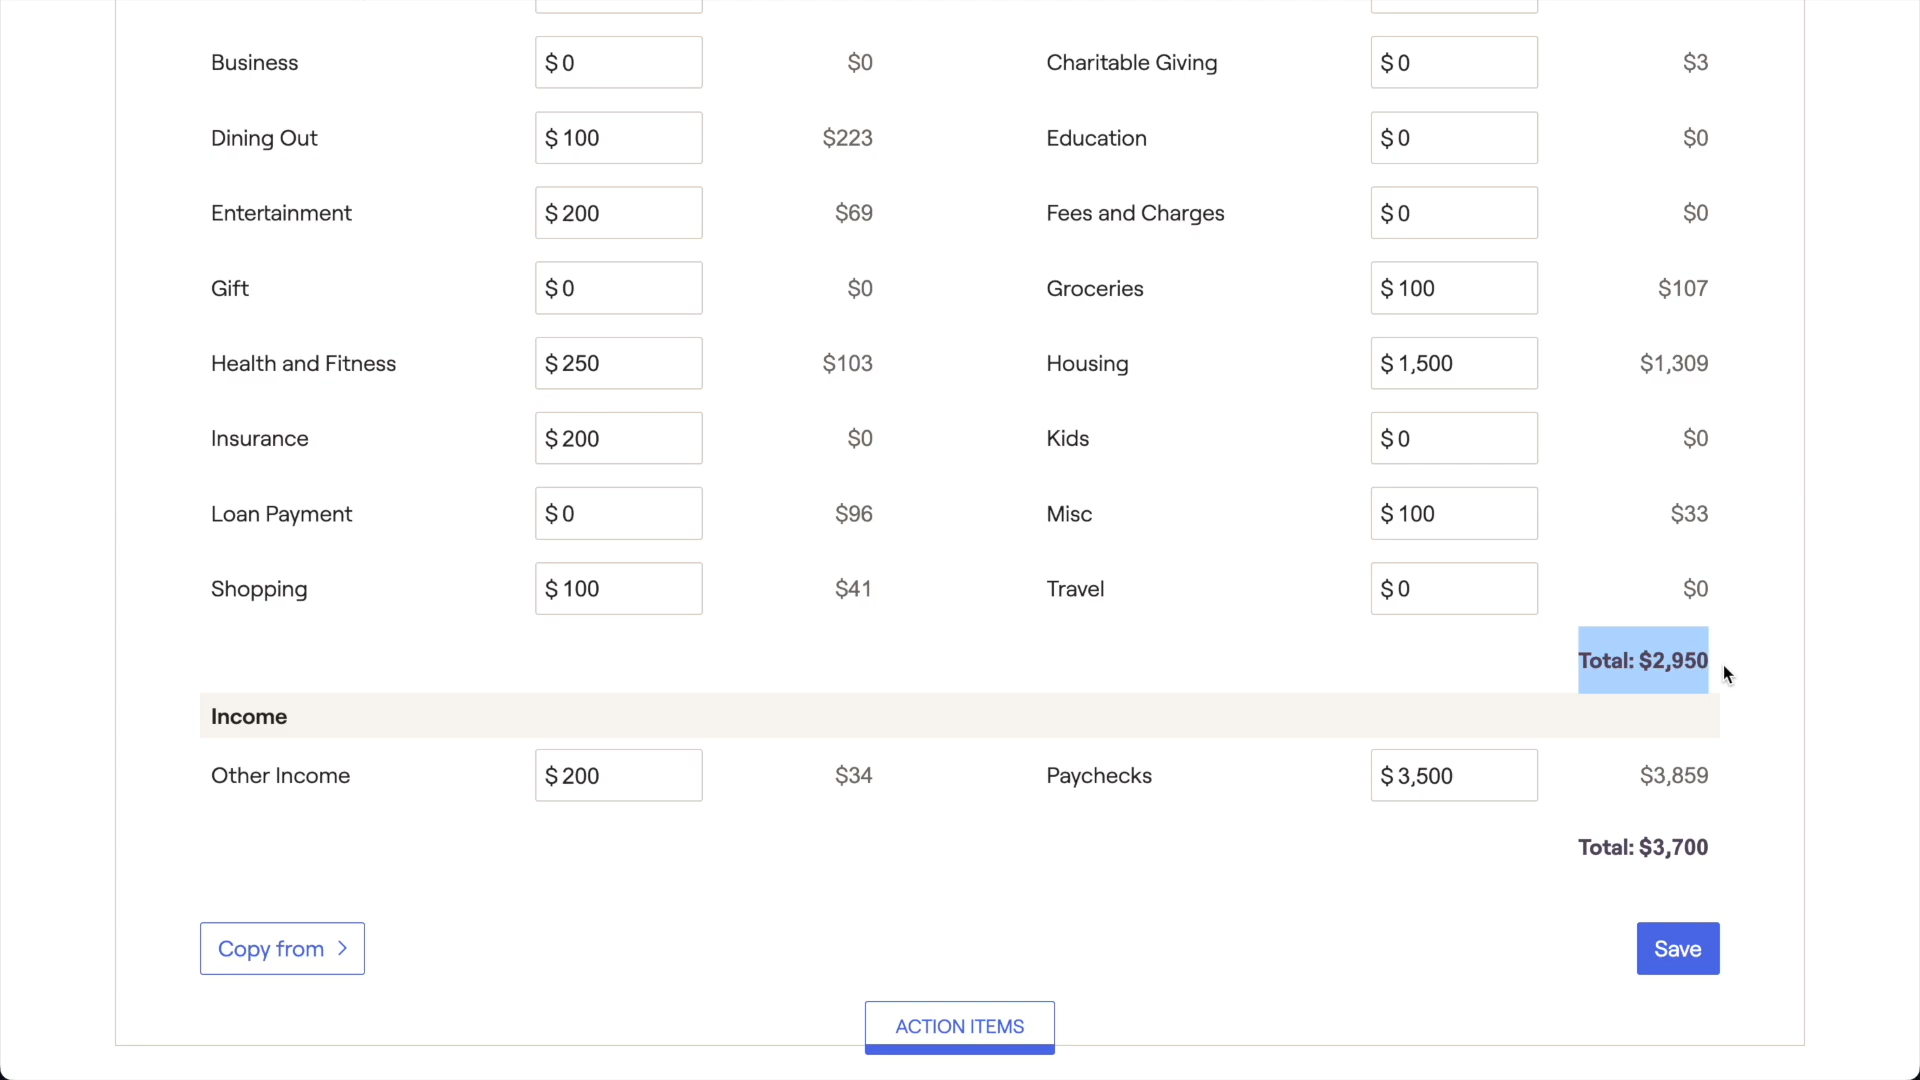 Business $ 0 $0 Charitable Giving $ 0 $3
Dining Out $ 100 $223 Education $ 0 $0
Entertainment $ 200 $69 Fees and Charges $ 0 $0
Gift $ 0 $0 Groceries $ 100 $107
Health and Fitness $ 250 $103 Housing $ 1,500 $1,309
Insurance $ 200 $0 Kids $ 0 $0
Loan Payment $ 0 $96 Misc $ 100 $33
Shopping $ 100 $41 Travel $ 0 $0
Total: $2,950
Income
Other Income $ 200 $34 Paychecks $ 3,500 $3,859
Total: $3,700
Copy from Save
ACTION ITEMS